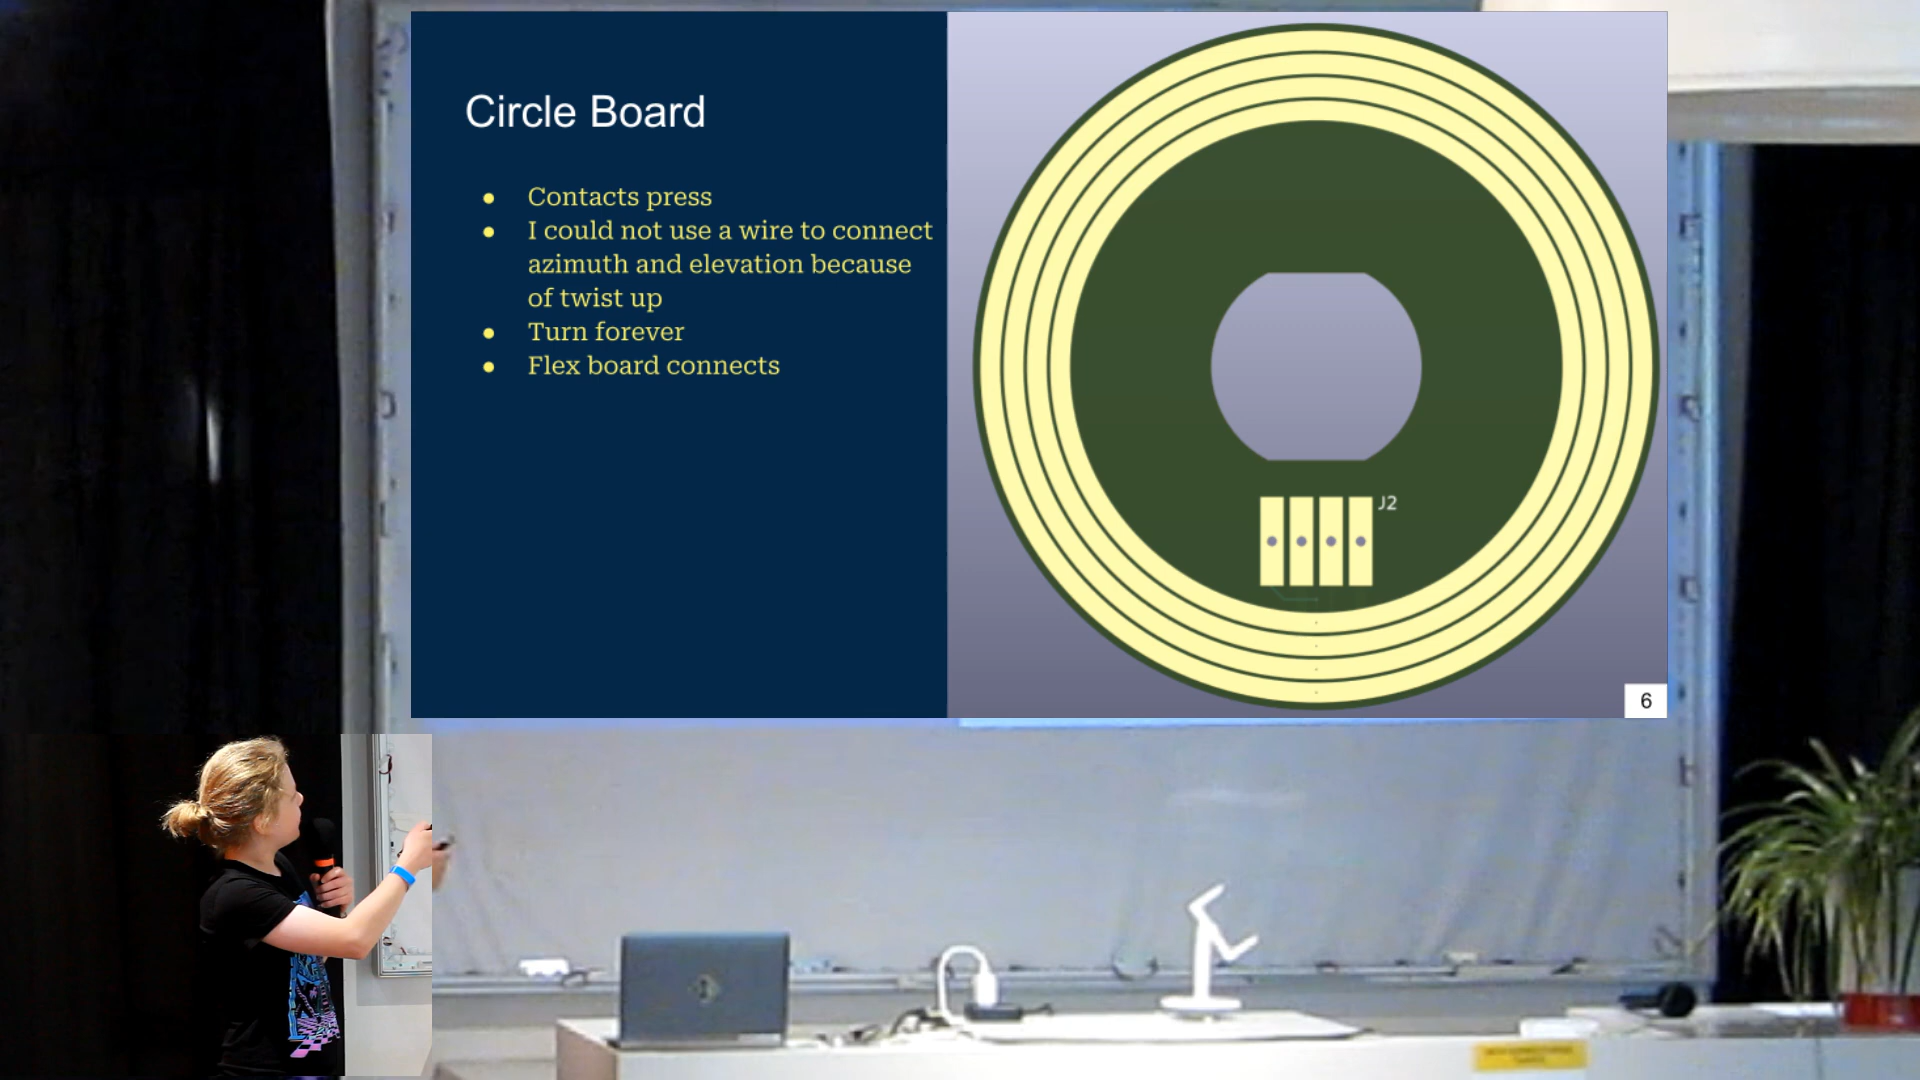 Circle Board
● Contacts press
● I could not use a wire to connect
azimuth and elevation because
of twist up
● Turn forever
● Flex board connects
J2
6